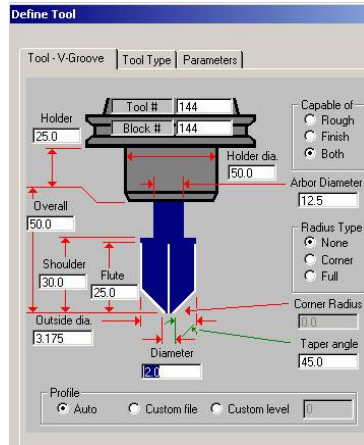 Define Tool
Tool - V-Groove Tool Type Parameters
Tool # 144
Block # 144
Capable of
Rough
Finish
Both
Holder
25.0
Holder dia.
50.0
Arbor Diameter
12.5
Overall
50.0
Radius Type
None
Corner
Full
Shoulder
30.0
Flute
25.0
Corner Radius
0.0
Outside dia.
3.175
Taper angle
45.0
Diameter
2.0
Profile
Auto Custom file Custom level 0